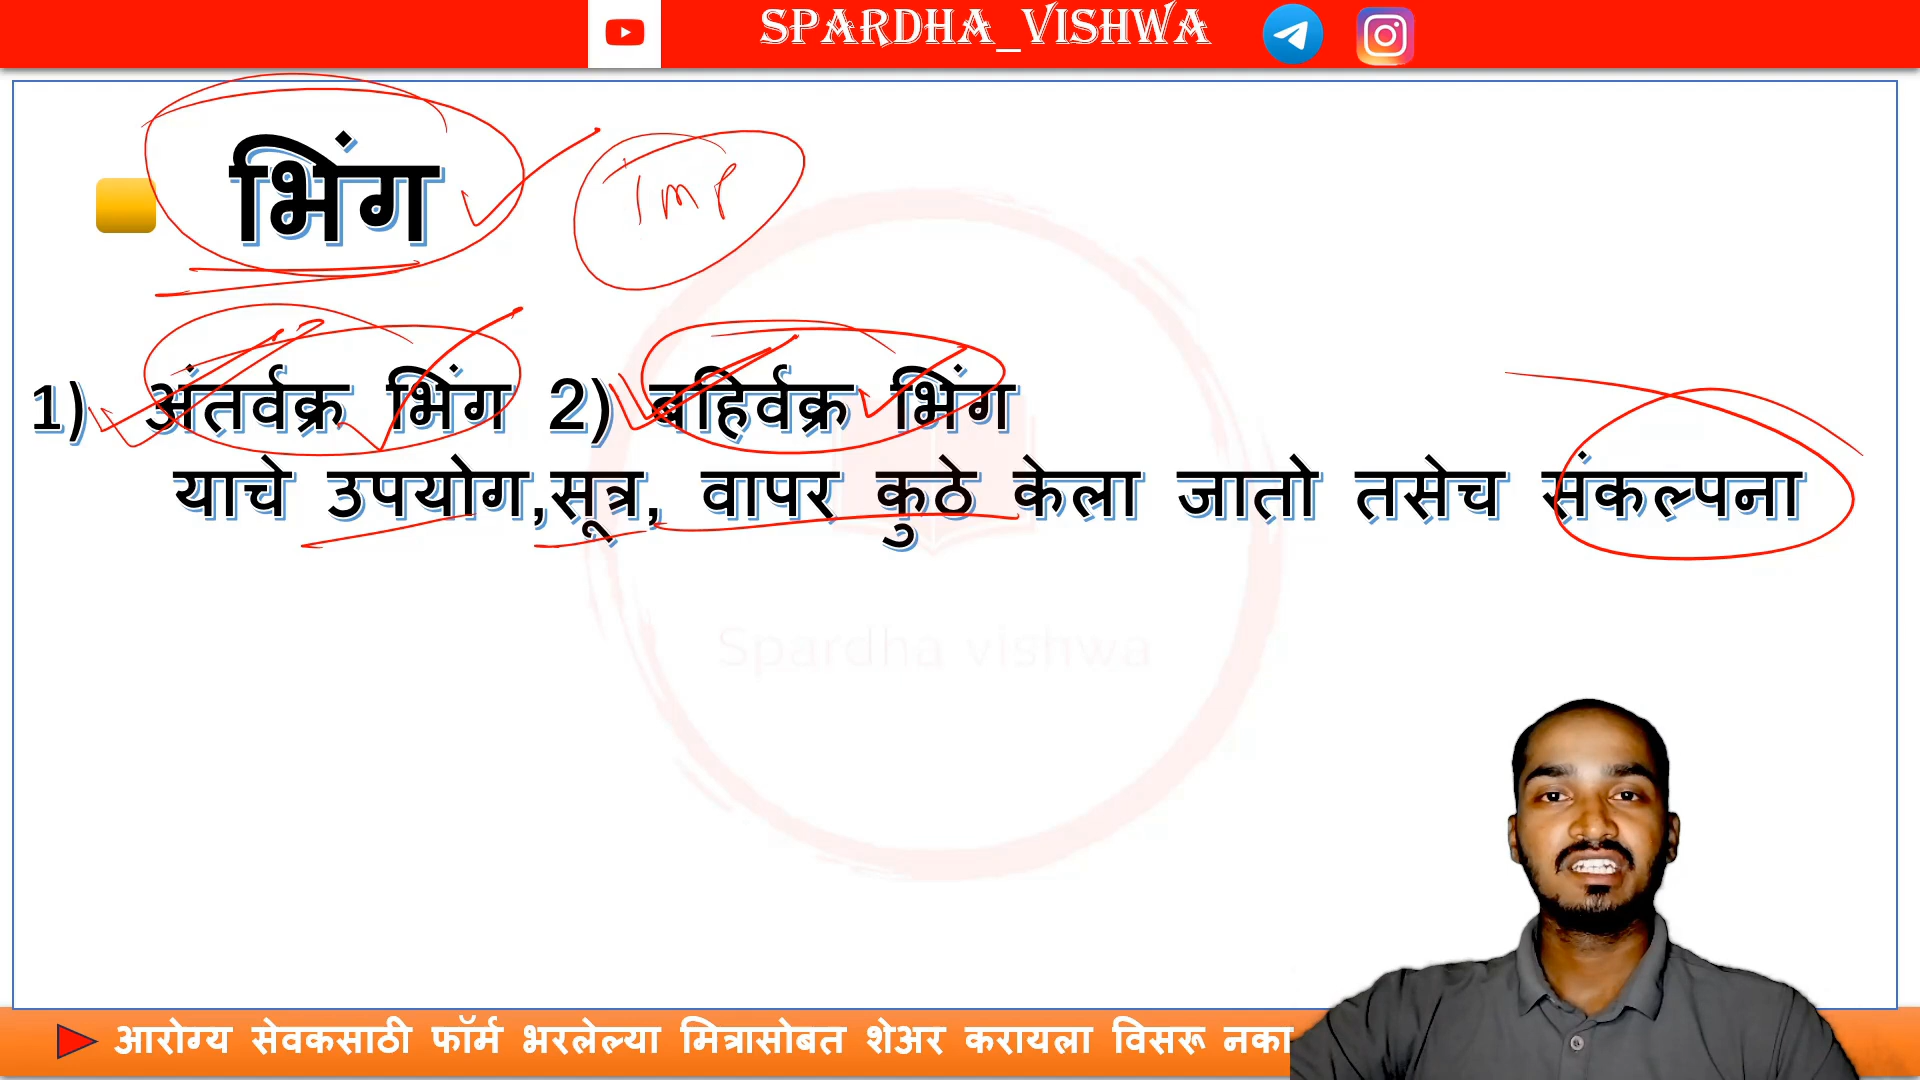 SPARDHA_VISHWA
भिंग
IMP
1) अंतर्वक्र भिंग 2) बहिर्वक्र भिंग
याचे उपयोग,सूत्र, वापर कुठे केला जातो तसेच संकल्पना
Spardha vishwa
आरोग्य सेवकसाठी फॉर्म भरलेल्या मित्रासोबत शेअर करायला विसरू नका